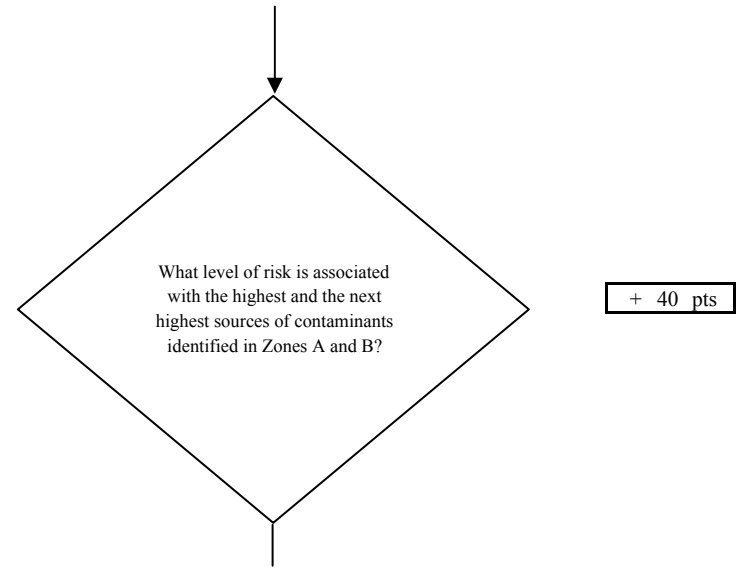 What level of risk is associated
with the highest and the next
highest sources of contaminants
identified in Zones A and B?
+ 40 pts